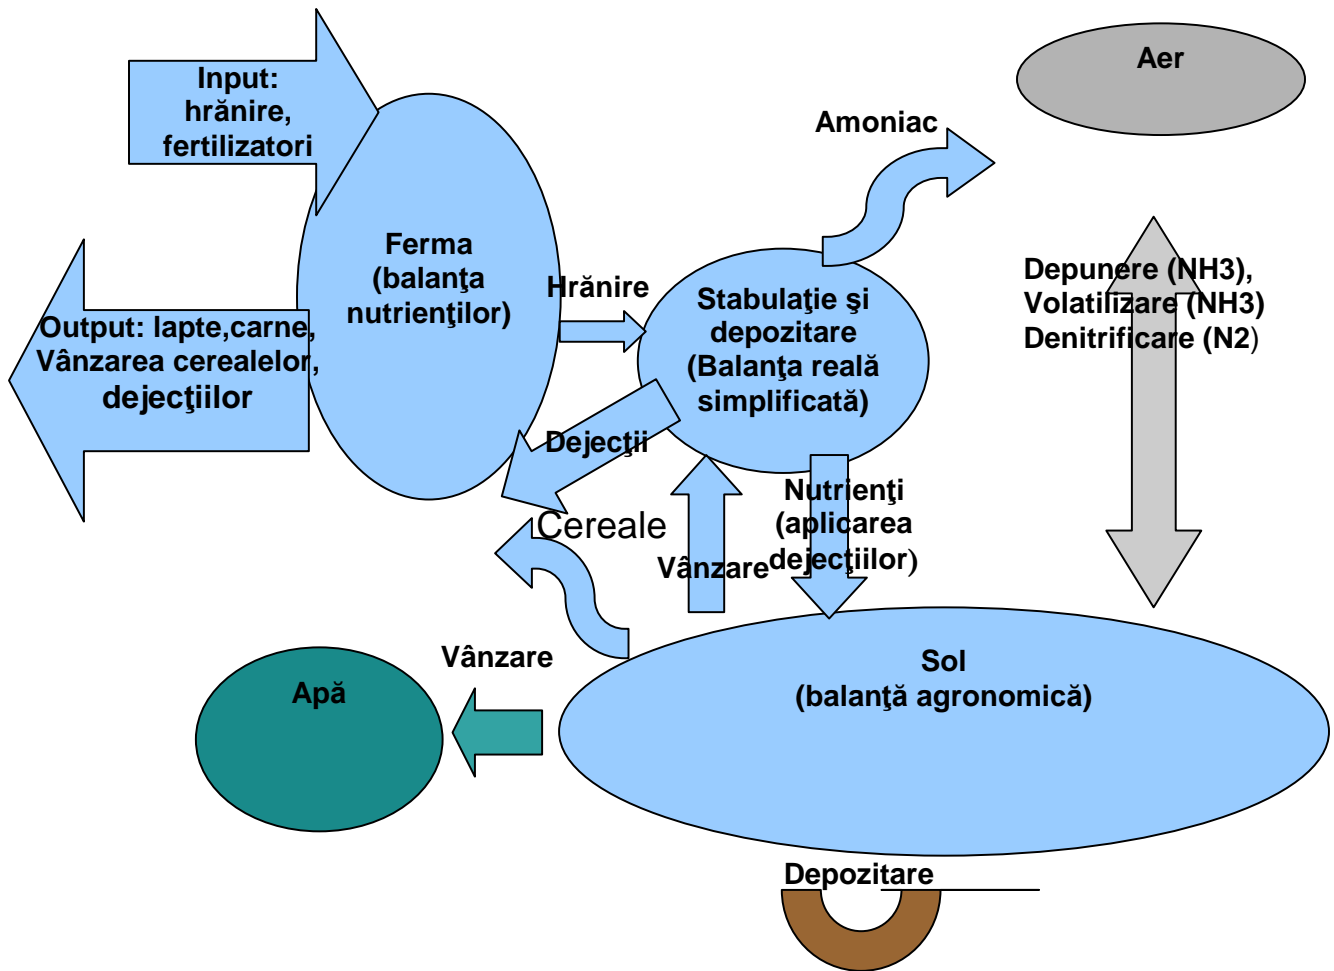 Input:
hrănire,
fertilizatori
Aer
Amoniac
Ferma
(balanţa
nutrienţilor)
Hrănire
Stabulaţie şi
depozitare
(Balanţa reală
simplificată)
Depunere (NH3),
Volatilizare (NH3)
Denitrificare (N2)
Output: lapte,carne,
Vânzarea cerealelor,
dejecţiilor
Dejecţii
Cereale
Vânzare
Nutrienţi
(aplicarea
dejecţiilor)
Vânzare
Apă
Sol
(balanţă agronomică)
Depozitare